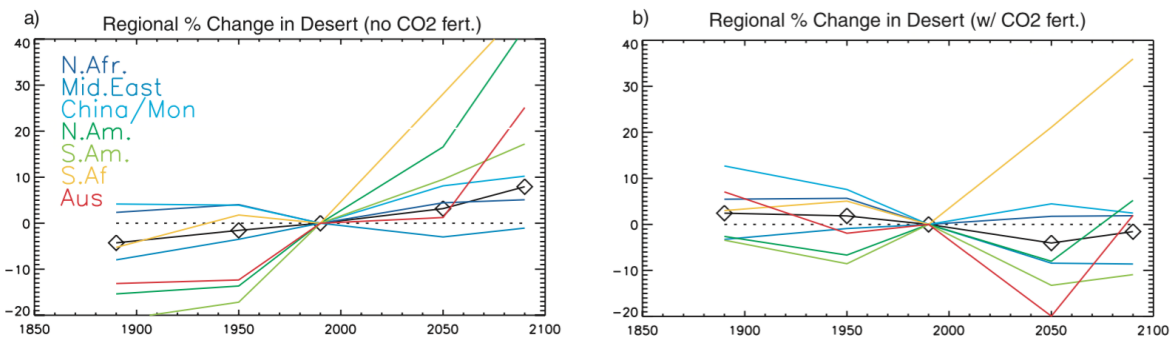 a) Regional % Change in Desert (no CO2 fert.)
40
30
20
10
0
−10
−20
1850 1900 1950 2000 2050 2100
N.Afr.
Mid.East
China/Mon
N.Am.
S.Am.
S.Af
Aus
b) Regional % Change in Desert (w/ CO2 fert.)
40
30
20
10
0
−10
−20
1850 1900 1950 2000 2050 2100